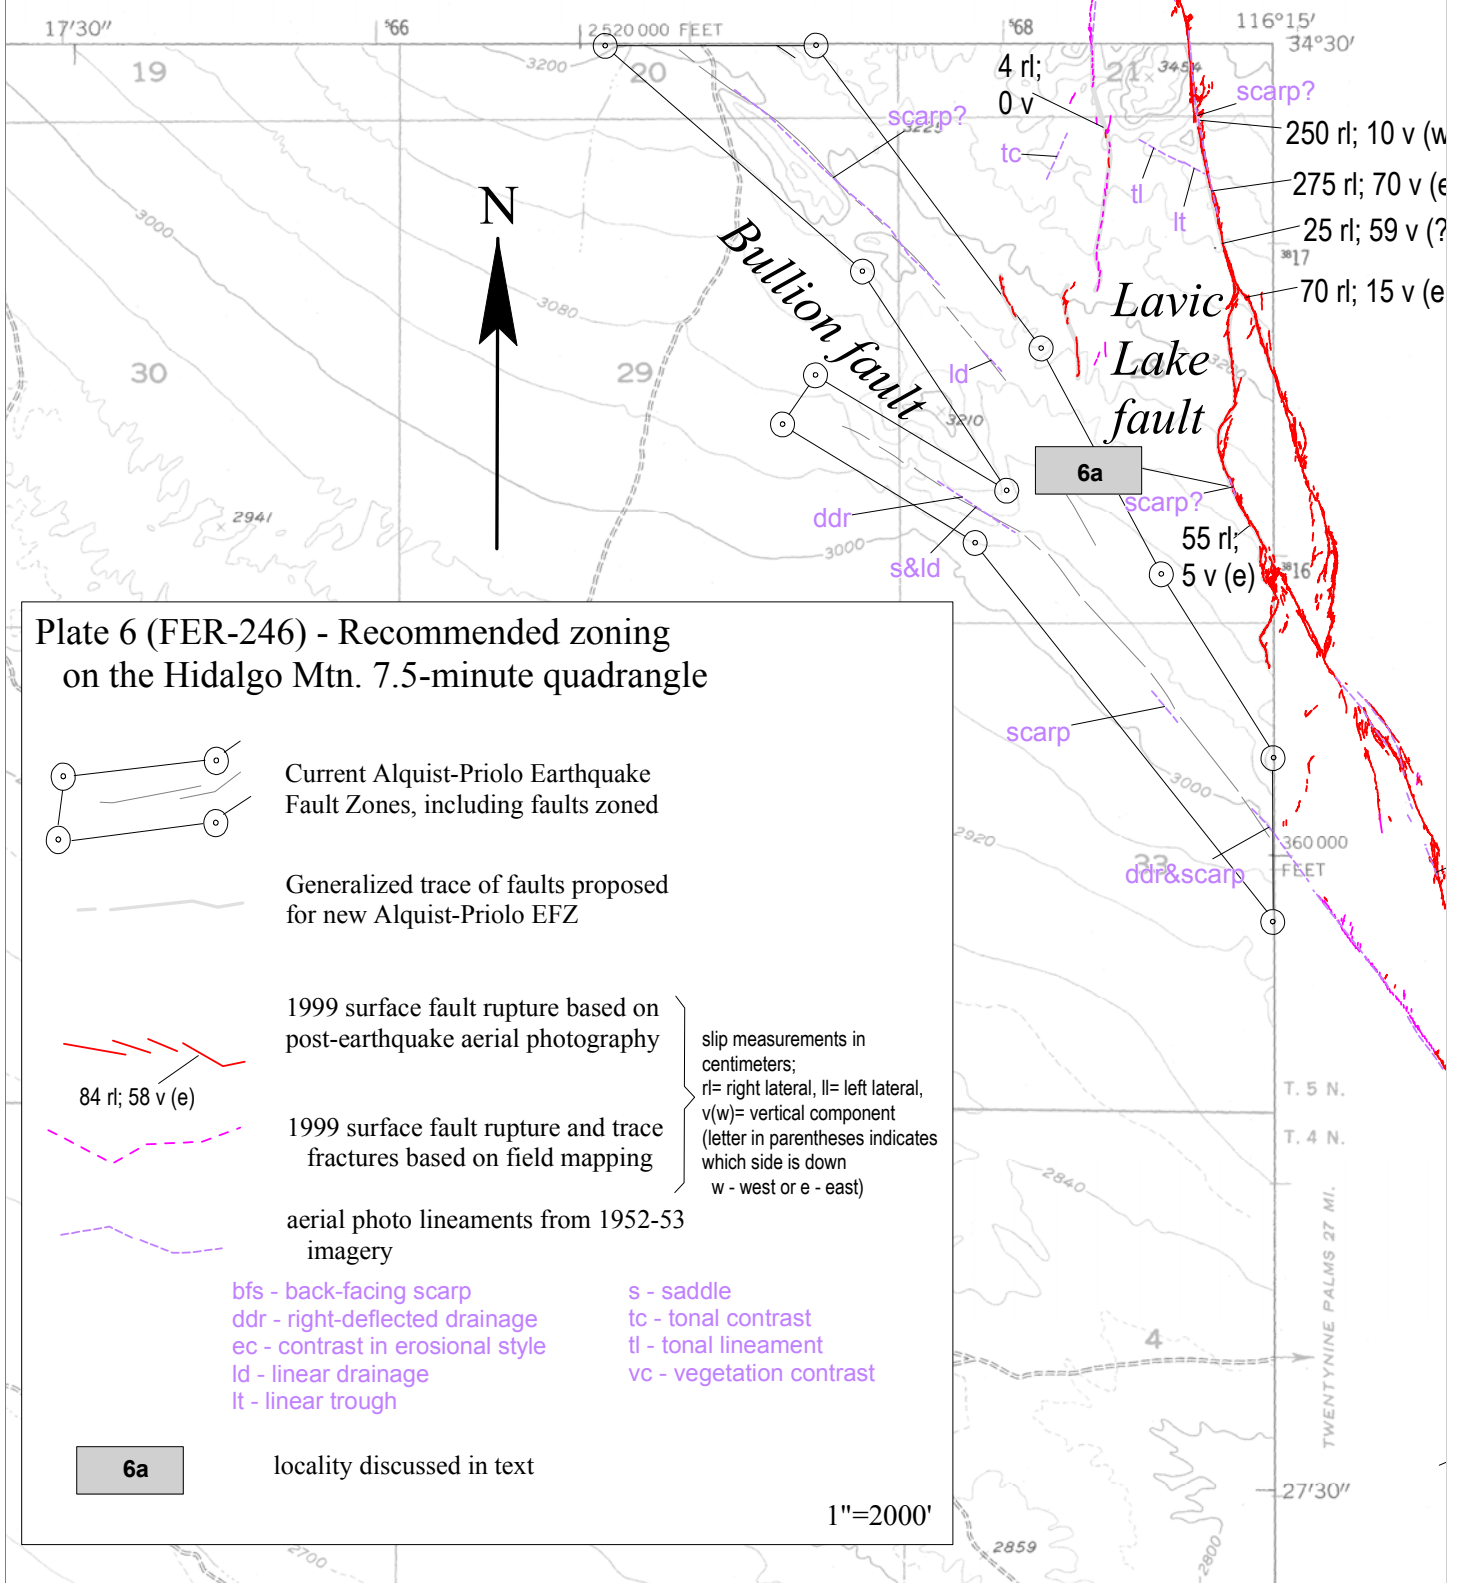 17'30"
⁵66
2 520 000 FEET
⁵68
116°15'
34°30'
19
3200
20
4 rl;
0 v
21
3454
scarp?
scarp?
3225
250 rl; 10 v (w
tc
tl
lt
275 rl; 70 v (e
N
3000
25 rl; 59 v (?
³⁸17
Bullion fault
3080
70 rl; 15 v (e
Lavic
Lake
fault
3200
30
29
ld
3210
6a
scarp?
2941
ddr
3000
s&ld
55 rl;
5 v (e)
³⁸16
Plate 6 (FER-246) - Recommended zoning
on the Hidalgo Mtn. 7.5-minute quadrangle
scarp
3000
2920
360 000
FEET
33
ddr&scarp
Current Alquist-Priolo Earthquake
Fault Zones, including faults zoned
Generalized trace of faults proposed
for new Alquist-Priolo EFZ
1999 surface fault rupture based on
post-earthquake aerial photography
84 rl; 58 v (e)
1999 surface fault rupture and trace
fractures based on field mapping
slip measurements in
centimeters;
rl= right lateral, ll= left lateral,
v(w)= vertical component
(letter in parentheses indicates
which side is down
w - west or e - east)
aerial photo lineaments from 1952-53
imagery
bfs - back-facing scarp
ddr - right-deflected drainage
ec - contrast in erosional style
ld - linear drainage
lt - linear trough
s - saddle
tc - tonal contrast
tl - tonal lineament
vc - vegetation contrast
6a
locality discussed in text
1"=2000'
T. 5 N.
T. 4 N.
2840
TWENTYNINE PALMS 27 MI.
4
27'30"
2700
2859
2800